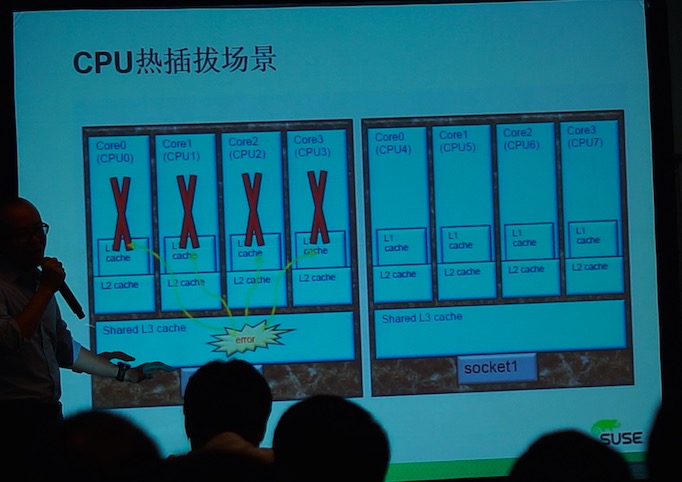 CPU热插拔场景
Core0
(CPU0)
Core1
(CPU1)
Core2
(CPU2)
Core3
(CPU3)
L1
cache
L1
cache
L1
cache
L1
cache
L2 cache
L2 cache
L2 cache
L2 cache
Shared L3 cache
error
Core0
(CPU4)
Core1
(CPU5)
Core2
(CPU6)
Core3
(CPU7)
L1
cache
L1
cache
L1
cache
L1
cache
L2 cache
L2 cache
L2 cache
L2 cache
Shared L3 cache
socket1
SUSE